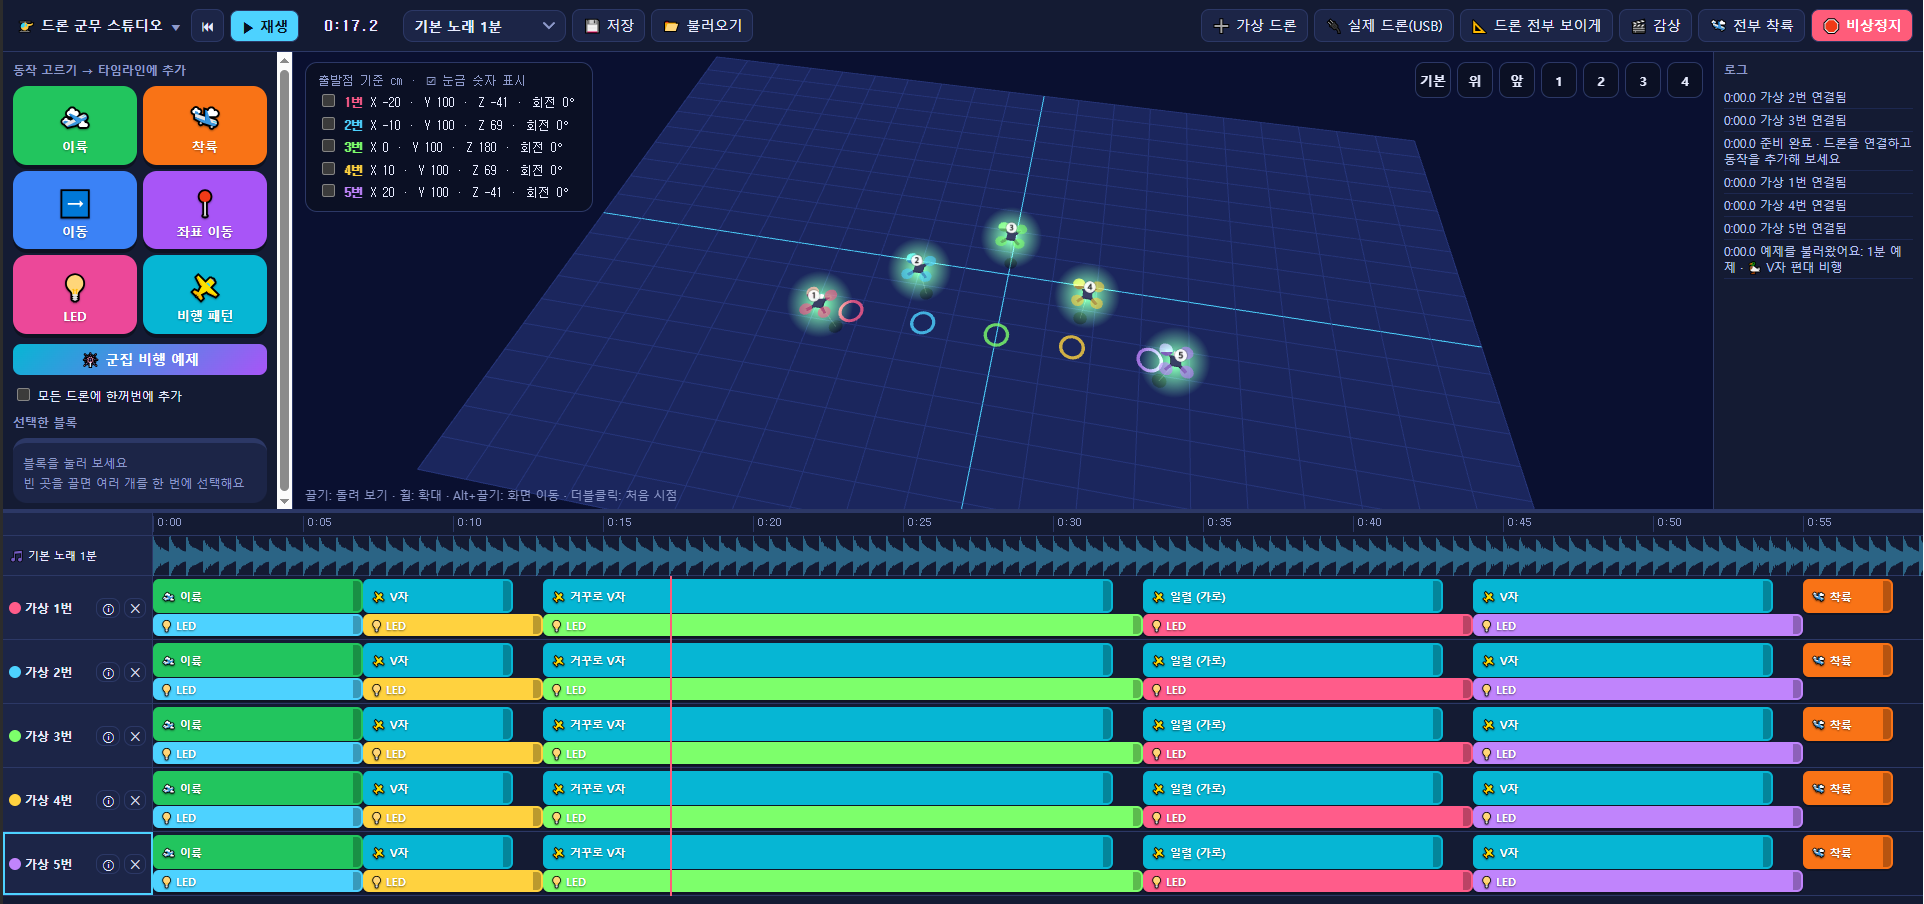 드론 군무 스튜디오
재생
0:17.2
기본 노래 1분
저장
불러오기
가상 드론
실제 드론(USB)
드론 전부 보이게
감상
전부 착륙
비상정지
동작 고르기 → 타임라인에 추가
이륙
착륙
이동
좌표 이동
LED
비행 패턴
군집 비행 예제
모든 드론에 한꺼번에 추가
선택한 블록
블록을 눌러 보세요
빈 곳을 끌면 여러 개를 한 번에 선택해요
출발점 기준 cm · ☑ 눈금 숫자 표시
1번 X -20 · Y 100 · Z -41 · 회전 0°
2번 X -10 · Y 100 · Z 69 · 회전 0°
3번 X 0 · Y 100 · Z 180 · 회전 0°
4번 X 10 · Y 100 · Z 69 · 회전 0°
5번 X 20 · Y 100 · Z -41 · 회전 0°
기본 위 앞 1 2 3 4
3
2
4
1
5
끌기: 돌려 보기 · 휠: 확대 · Alt+끌기: 화면 이동 · 더블클릭: 처음 시점
로그
0:00.0 가상 2번 연결됨
0:00.0 가상 3번 연결됨
0:00.0 준비 완료 · 드론을 연결하고
동작을 추가해 보세요
0:00.0 가상 1번 연결됨
0:00.0 가상 4번 연결됨
0:00.0 가상 5번 연결됨
0:00.0 예제를 불러왔어요: 1분 예
제 · V자 편대 비행
0:00 0:05 0:10 0:15 0:20 0:25 0:30 0:35 0:40 0:45 0:50 0:55
기본 노래 1분
가상 1번 이륙 V자 거꾸로 V자 일렬 (가로) V자 착륙
LED LED LED LED LED
가상 2번 이륙 V자 거꾸로 V자 일렬 (가로) V자 착륙
LED LED LED LED LED
가상 3번 이륙 V자 거꾸로 V자 일렬 (가로) V자 착륙
LED LED LED LED LED
가상 4번 이륙 V자 거꾸로 V자 일렬 (가로) V자 착륙
LED LED LED LED LED
가상 5번 이륙 V자 거꾸로 V자 일렬 (가로) V자 착륙
LED LED LED LED LED